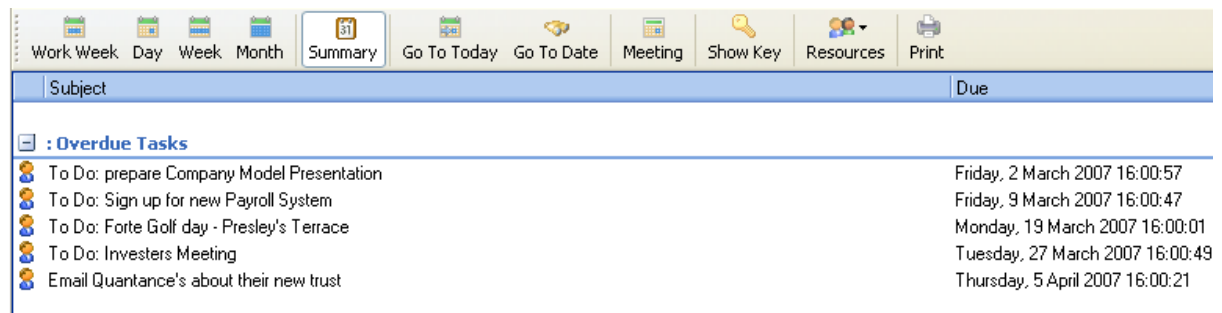 Work Week Day Week Month 31 Summary Go To Today Go To Date Meeting Show Key Resources Print
Subject Due
: Overdue Tasks
To Do: prepare Company Model Presentation Friday, 2 March 2007 16:00:57
To Do: Sign up for new Payroll System Friday, 9 March 2007 16:00:47
To Do: Forte Golf day - Presley's Terrace Monday, 19 March 2007 16:00:01
To Do: Investers Meeting Tuesday, 27 March 2007 16:00:49
Email Quantance's about their new trust Thursday, 5 April 2007 16:00:21